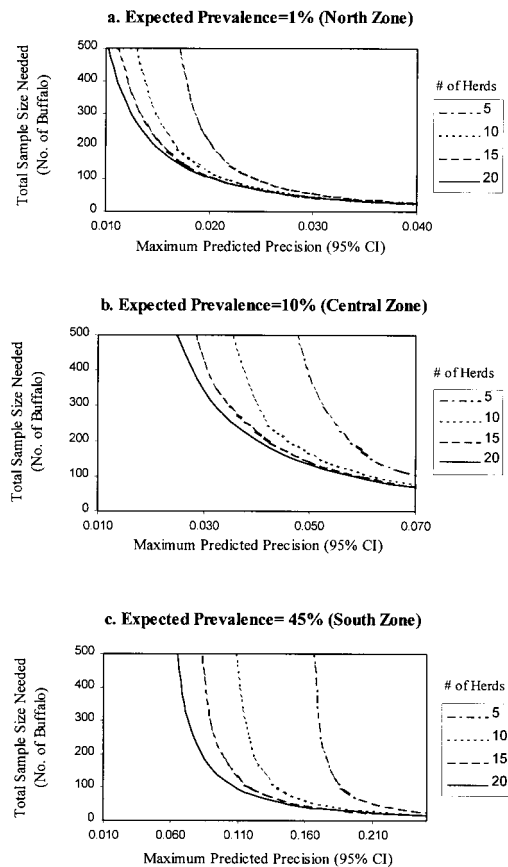 a. Expected Prevalence=1% (North Zone)
Total Sample Size Needed
(No. of Buffalo)
500
400
300
200
100
0
0.010 0.020 0.030 0.040
Maximum Predicted Precision (95% CI)
# of Herds
5
10
15
20
b. Expected Prevalence=10% (Central Zone)
Total Sample Size Needed
(No. of Buffalo)
500
400
300
200
100
0
0.010 0.030 0.050 0.070
Maximum Predicted Precision (95% CI)
# of Herds
5
10
15
20
c. Expected Prevalence= 45% (South Zone)
Total Sample Size Needed
(No. of Buffalo)
500
400
300
200
100
0
0.010 0.060 0.110 0.160 0.210
Maximum Predicted Precision (95% CI)
# of Herds
5
10
15
20